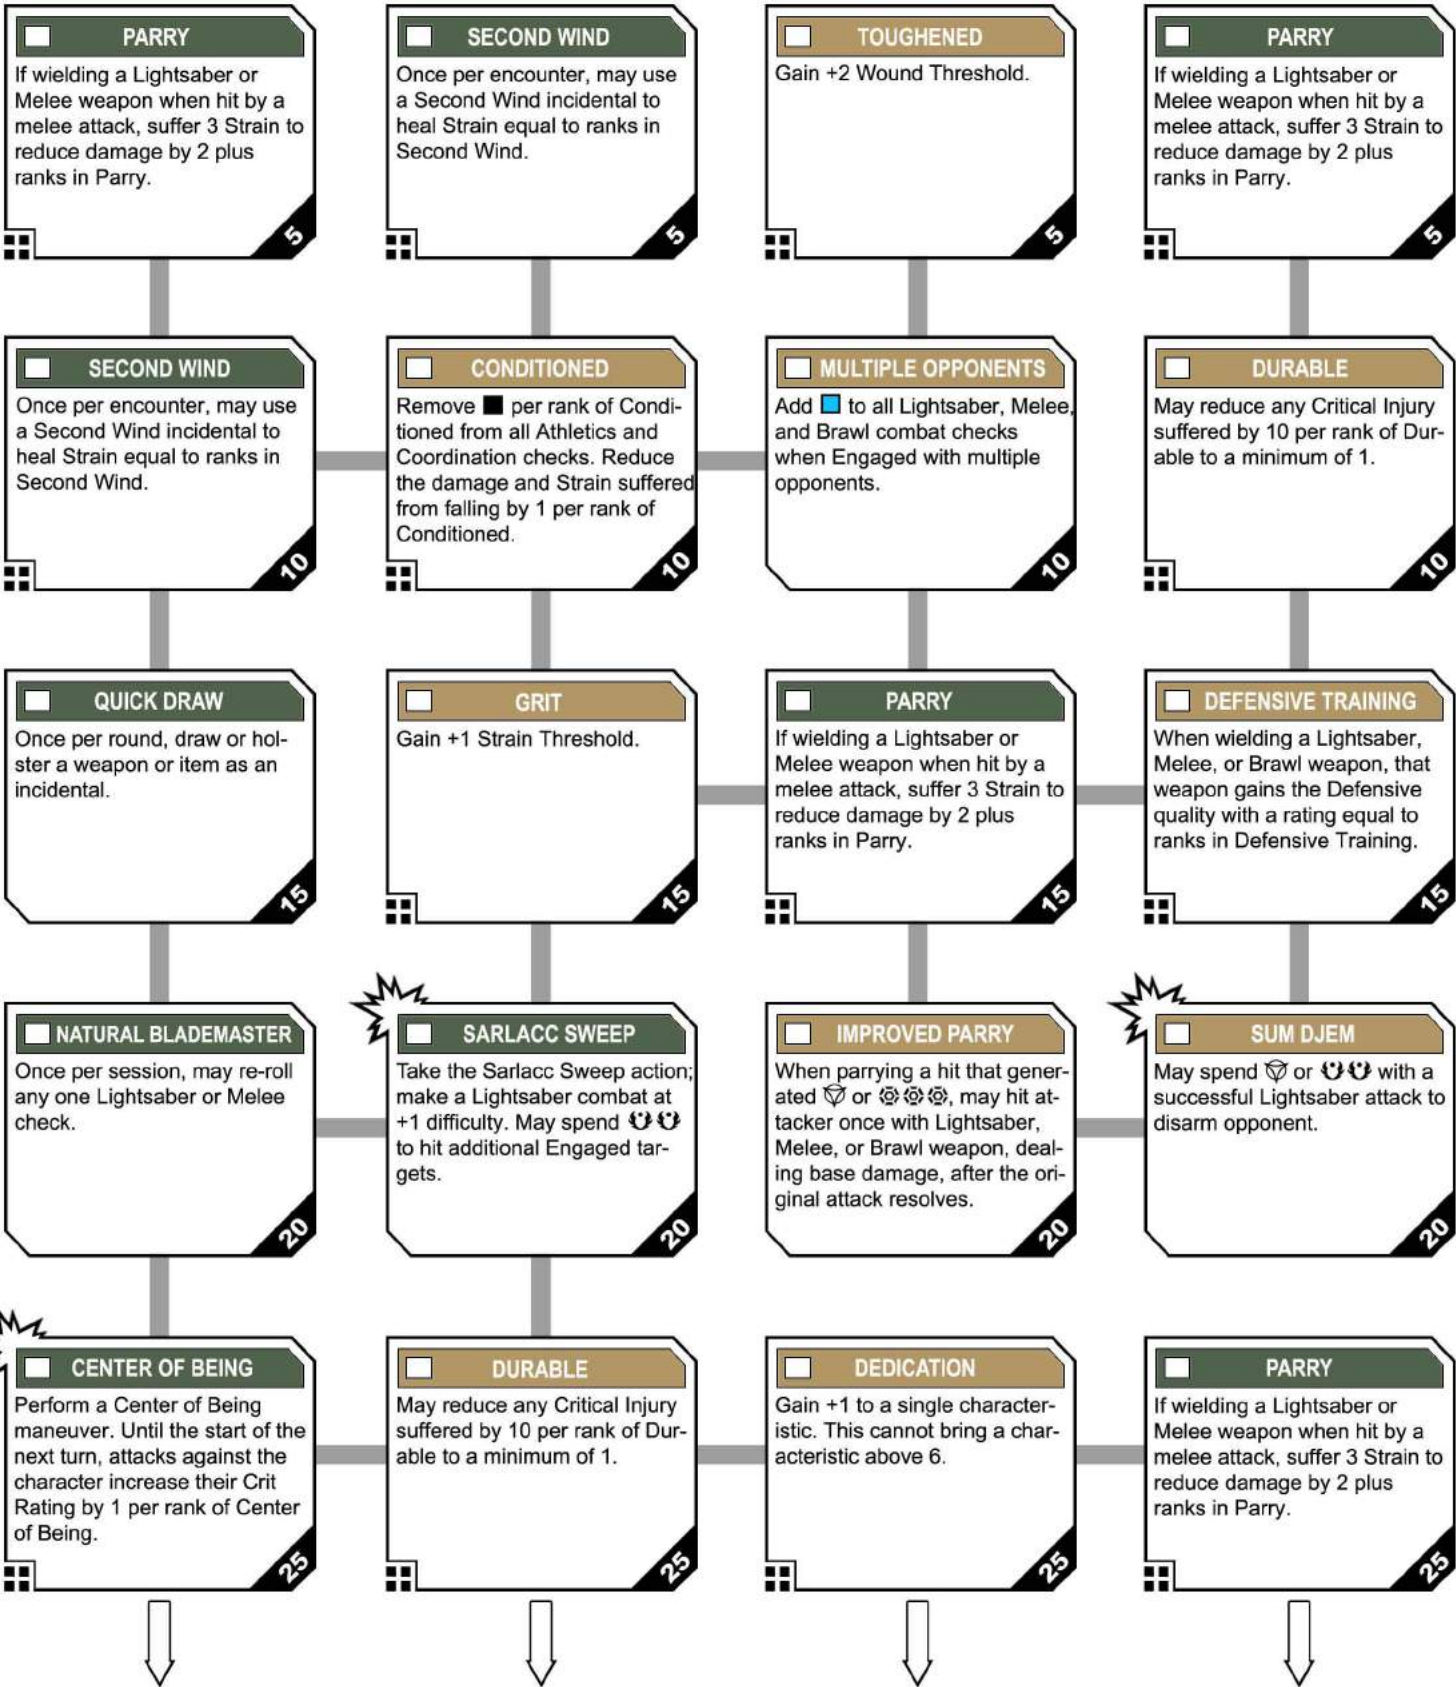 PARRY
If wielding a Lightsaber or
Melee weapon when hit by a
melee attack, suffer 3 Strain to
reduce damage by 2 plus
ranks in Parry.
5
SECOND WIND
Once per encounter, may use
a Second Wind incidental to
heal Strain equal to ranks in
Second Wind.
5
TOUGHENED
Gain +2 Wound Threshold.
5
PARRY
If wielding a Lightsaber or
Melee weapon when hit by a
melee attack, suffer 3 Strain to
reduce damage by 2 plus
ranks in Parry.
5
SECOND WIND
Once per encounter, may use
a Second Wind incidental to
heal Strain equal to ranks in
Second Wind.
10
CONDITIONED
Remove per rank of Condi-
tioned from all Athletics and
Coordination checks. Reduce
the damage and Strain suffered
from falling by 1 per rank of
Conditioned.
10
MULTIPLE OPPONENTS
Add to all Lightsaber, Melee,
and Brawl combat checks
when Engaged with multiple
opponents.
10
DURABLE
May reduce any Critical Injury
suffered by 10 per rank of Dur-
able to a minimum of 1.
10
QUICK DRAW
Once per round, draw or hol-
ster a weapon or item as an
incidental.
15
GRIT
Gain +1 Strain Threshold.
15
PARRY
If wielding a Lightsaber or
Melee weapon when hit by a
melee attack, suffer 3 Strain to
reduce damage by 2 plus
ranks in Parry.
15
DEFENSIVE TRAINING
When wielding a Lightsaber,
Melee, or Brawl weapon, that
weapon gains the Defensive
quality with a rating equal to
ranks in Defensive Training.
15
NATURAL BLADEMASTER
Once per session, may re-roll
any one Lightsaber or Melee
check.
20
SARLACC SWEEP
Take the Sarlacc Sweep action;
make a Lightsaber combat at
+1 difficulty. May spend
to hit additional Engaged tar-
gets.
20
IMPROVED PARRY
When parrying a hit that gener-
ated or , may hit at-
tacker once with Lightsaber,
Melee, or Brawl weapon, deal-
ing base damage, after the ori-
ginal attack resolves.
20
SUM DJEM
May spend or with a
successful Lightsaber attack to
disarm opponent.
20
CENTER OF BEING
Perform a Center of Being
maneuver. Until the start of the
next turn, attacks against the
character increase their Crit
Rating by 1 per rank of Center
of Being.
25
DURABLE
May reduce any Critical Injury
suffered by 10 per rank of Dur-
able to a minimum of 1.
25
DEDICATION
Gain +1 to a single character-
istic. This cannot bring a char-
acteristic above 6.
25
PARRY
If wielding a Lightsaber or
Melee weapon when hit by a
melee attack, suffer 3 Strain to
reduce damage by 2 plus
ranks in Parry.
25